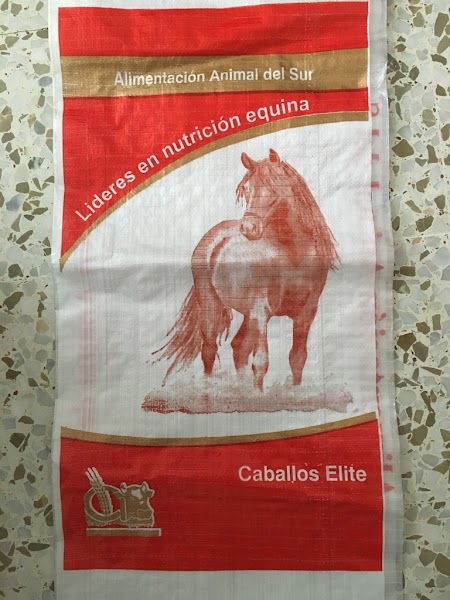 Alimentación Animal del Sur
Lideres en nutrición equina
Caballos Elite